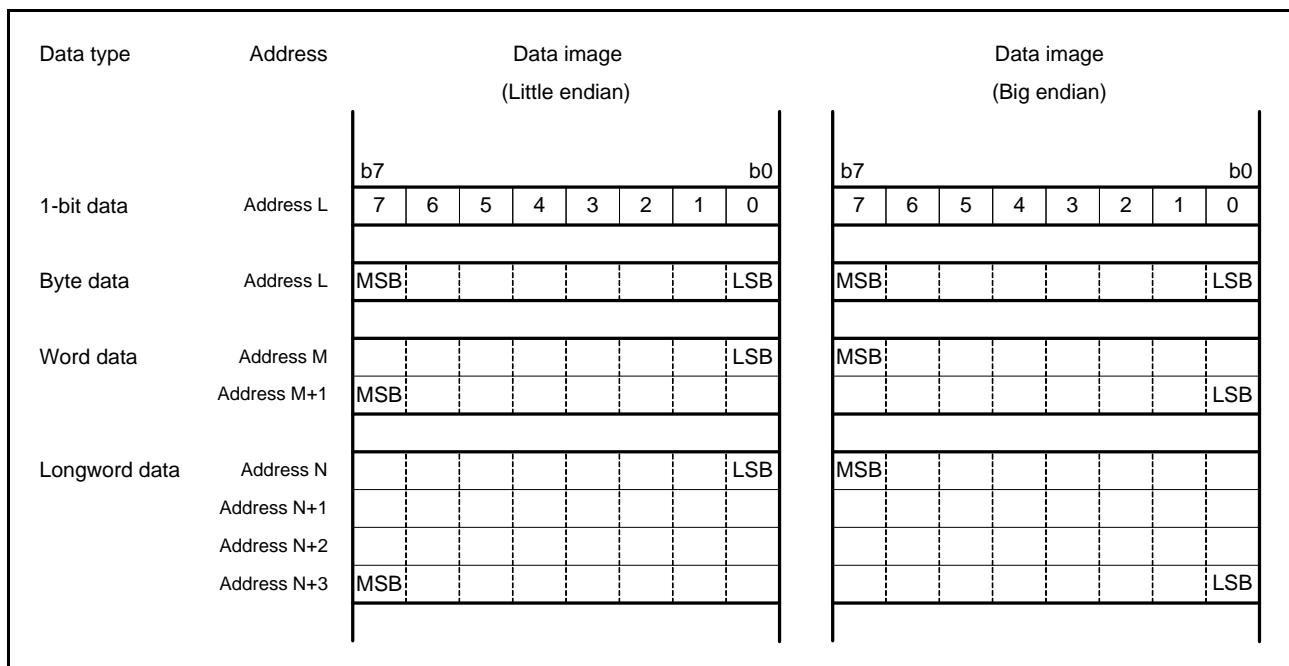 Data type Address Data image Data image
(Little endian) (Big endian)
b7 b0 b7 b0
1-bit data Address L 7 6 5 4 3 2 1 0 7 6 5 4 3 2 1 0
Byte data Address L MSB LSB MSB LSB
Word data Address M LSB MSB
Address M+1 MSB LSB
Longword data Address N LSB MSB
Address N+1
Address N+2
Address N+3 MSB LSB